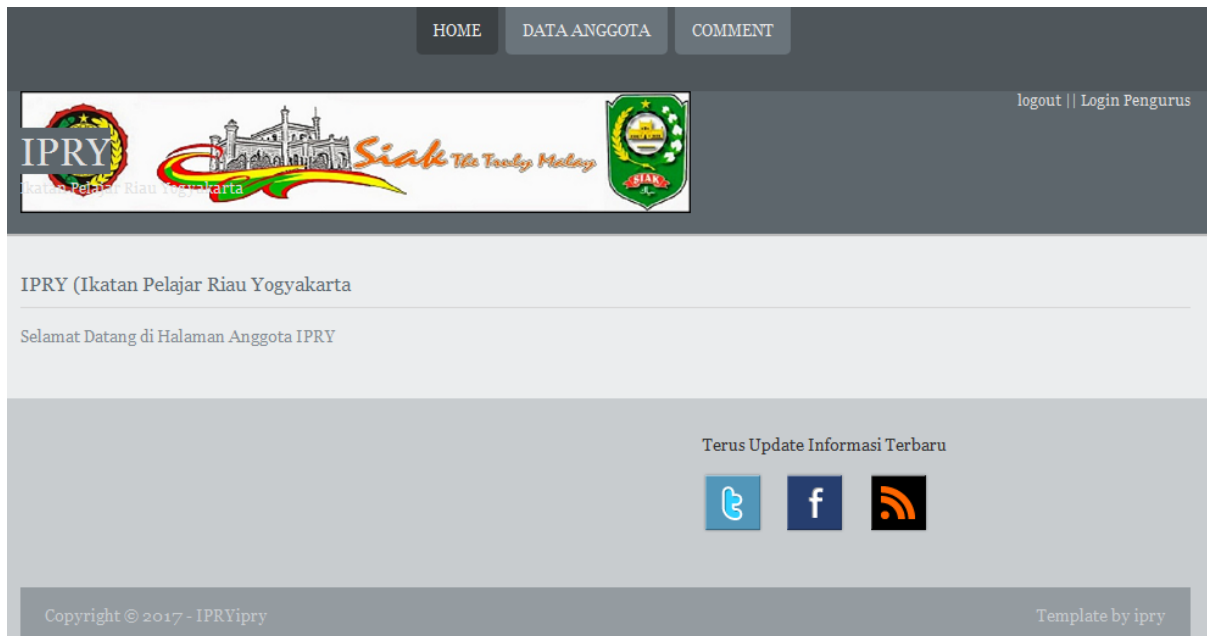 HOME DATA ANGGOTA COMMENT
logout || Login Pengurus
IPRY
Siak The Truly Malay
SIAK
Ikatan Pelajar Riau Yogyakarta
IPRY (Ikatan Pelajar Riau Yogyakarta
Selamat Datang di Halaman Anggota IPRY
Terus Update Informasi Terbaru
Copyright © 2017 - IPRYipry
Template by ipry